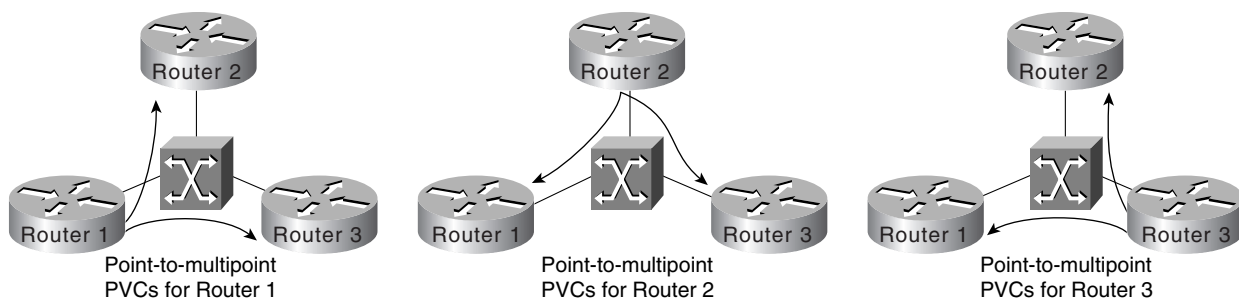 Router 2
Router 1
Router 3
Point-to-multipoint
PVCs for Router 1
Router 2
Router 1
Router 3
Point-to-multipoint
PVCs for Router 2
Router 2
Router 1
Router 3
Point-to-multipoint
PVCs for Router 3